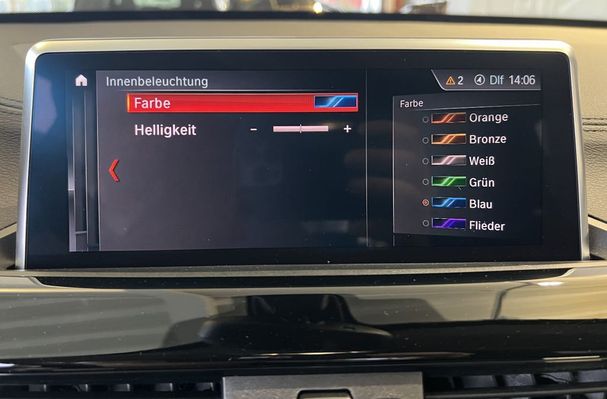 Innenbeleuchtung
2 Dlf 14:06
Farbe
Helligkeit
- +
Farbe
Orange
Bronze
Weiß
Grün
Blau
Flieder